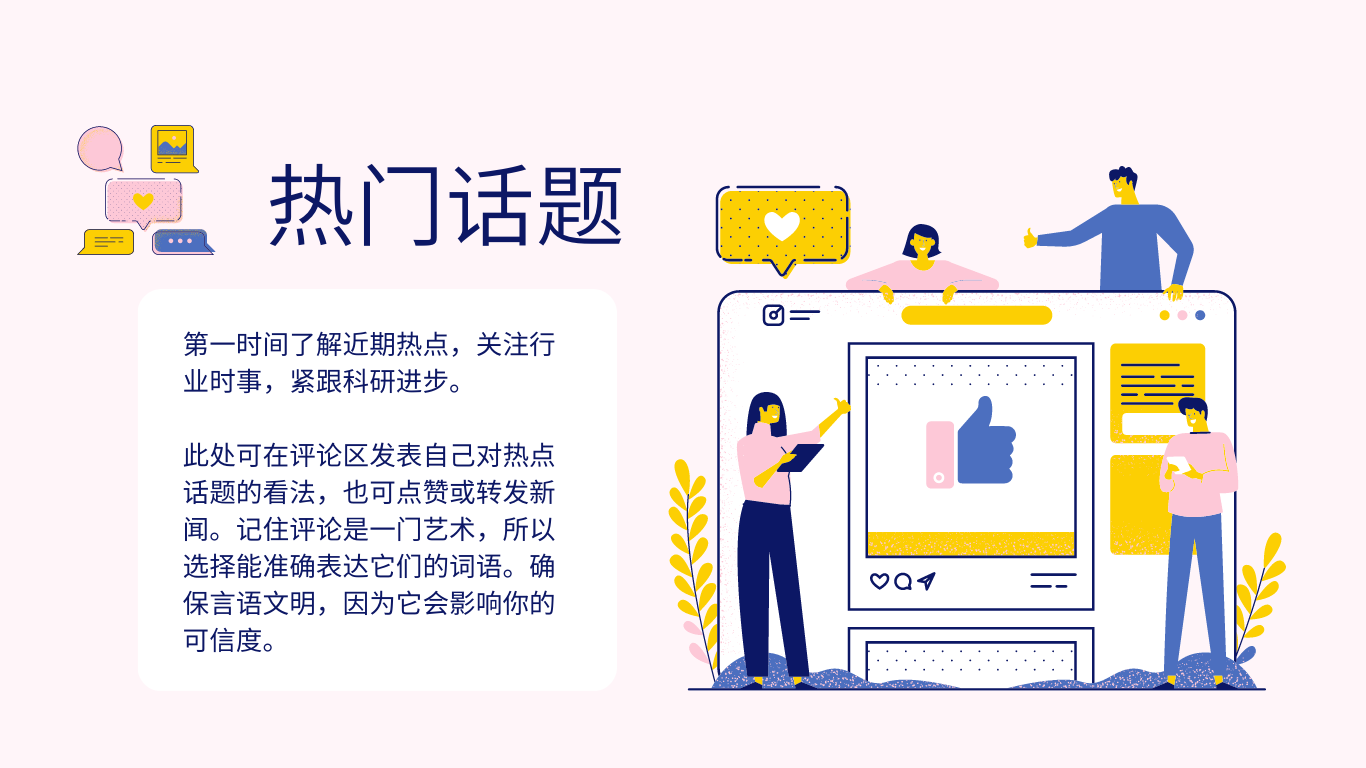 热门话题
第一时间了解近期热点，关注行
业时事，紧跟科研进步。
此处可在评论区发表自己对热点
话题的看法，也可点赞或转发新
闻。记住评论是一门艺术，所以
选择能准确表达它们的词语。确
保言语文明，因为它会影响你的
可信度。